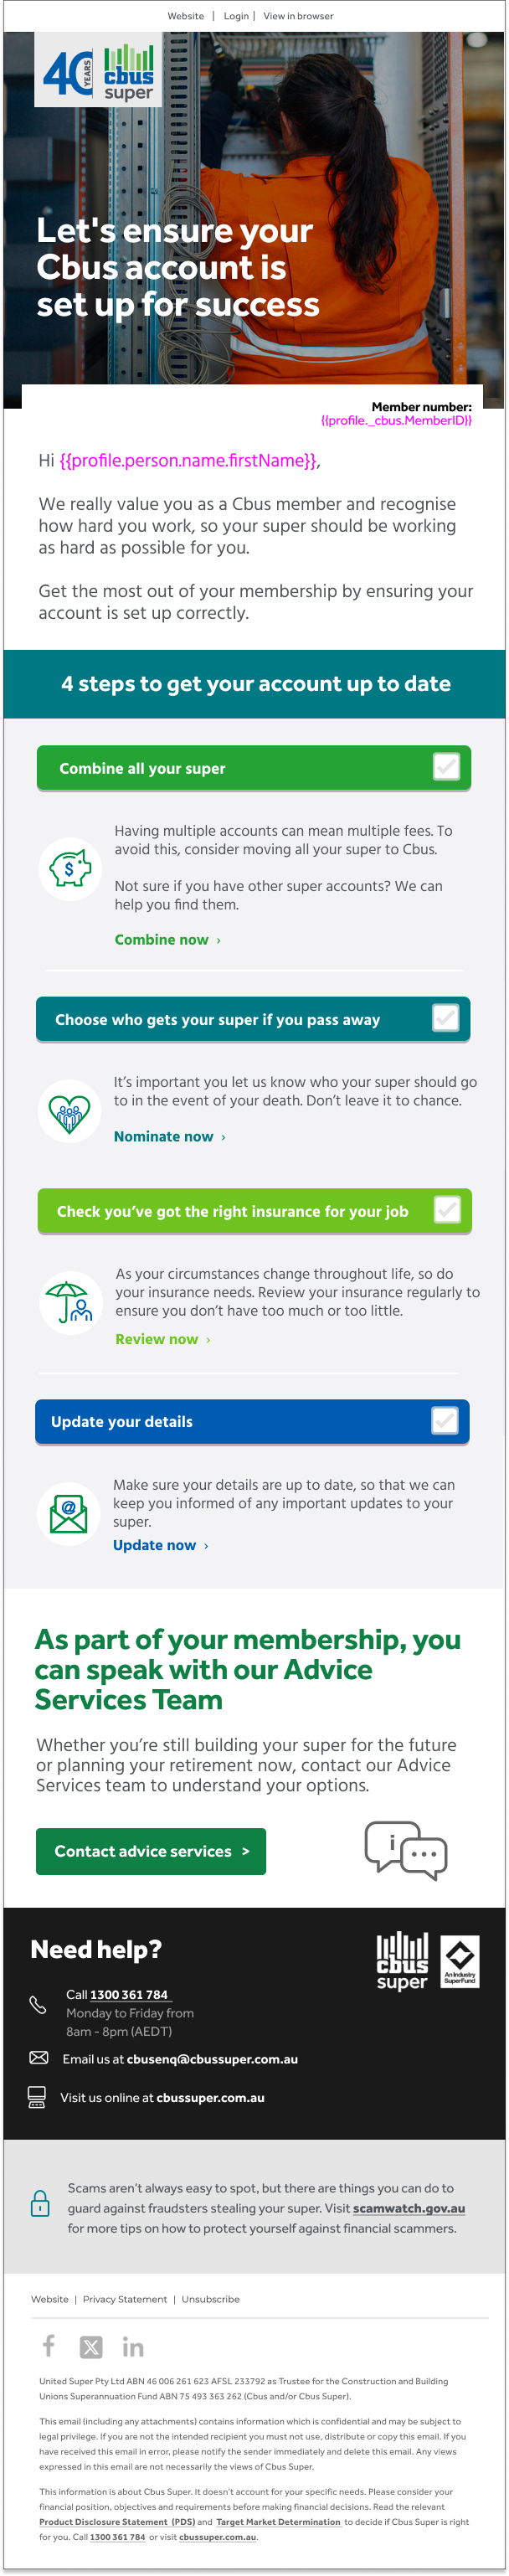 Website | Login | View in browser
40 YEARS cbus super
Let's ensure your
Cbus account is
set up for success
Member number:
{{profile._cbus.MemberID}}
Hi {{profile.person.name.firstName}},
We really value you as a Cbus member and recognise
how hard you work, so your super should be working
as hard as possible for you.
Get the most out of your membership by ensuring your
account is set up correctly.
4 steps to get your account up to date
Combine all your super
Having multiple accounts can mean multiple fees. To
avoid this, consider moving all your super to Cbus.
Not sure if you have other super accounts? We can
help you find them.
Combine now ›
Choose who gets your super if you pass away
It’s important you let us know who your super should go
to in the event of your death. Don’t leave it to chance.
Nominate now ›
Check you’ve got the right insurance for your job
As your circumstances change throughout life, so do
your insurance needs. Review your insurance regularly to
ensure you don’t have too much or too little.
Review now ›
Update your details
Make sure your details are up to date, so that we can
keep you informed of any important updates to your
super.
Update now ›
As part of your membership, you
can speak with our Advice
Services Team
Whether you’re still building your super for the future
or planning your retirement now, contact our Advice
Services team to understand your options.
Contact advice services >
Need help?
cbus super
An Industry
SuperFund
Call 1300 361 784
Monday to Friday from
8am - 8pm (AEDT)
Email us at cbusenq@cbussuper.com.au
Visit us online at cbussuper.com.au
Scams aren’t always easy to spot, but there are things you can do to
guard against fraudsters stealing your super. Visit scamwatch.gov.au
for more tips on how to protect yourself against financial scammers.
Website | Privacy Statement | Unsubscribe
United Super Pty Ltd ABN 46 006 261 623 AFSL 233792 as Trustee for the Construction and Building
Unions Superannuation Fund ABN 75 493 363 262 (Cbus and/or Cbus Super).
This email (including any attachments) contains information which is confidential and may be subject to
legal privilege. If you are not the intended recipient you must not use, distribute or copy this email. If you
have received this email in error, please notify the sender immediately and delete this email. Any views
expressed in this email are not necessarily the views of Cbus Super.
This information is about Cbus Super. It doesn’t account for your specific needs. Please consider your
financial position, objectives and requirements before making financial decisions. Read the relevant
Product Disclosure Statement (PDS) and Target Market Determination to decide if Cbus Super is right
for you. Call 1300 361 784 or visit cbussuper.com.au.